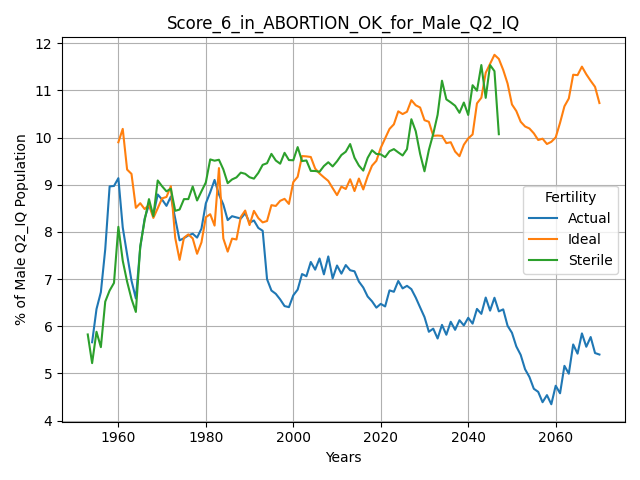 Score_6_in_ABORTION_OK_for_Male_Q2_IQ
12
11
10
9
8
7
6
5
4
% of Male Q2_IQ Population
Fertility
Actual
Ideal
Sterile
1960 1980 2000 2020 2040 2060
Years